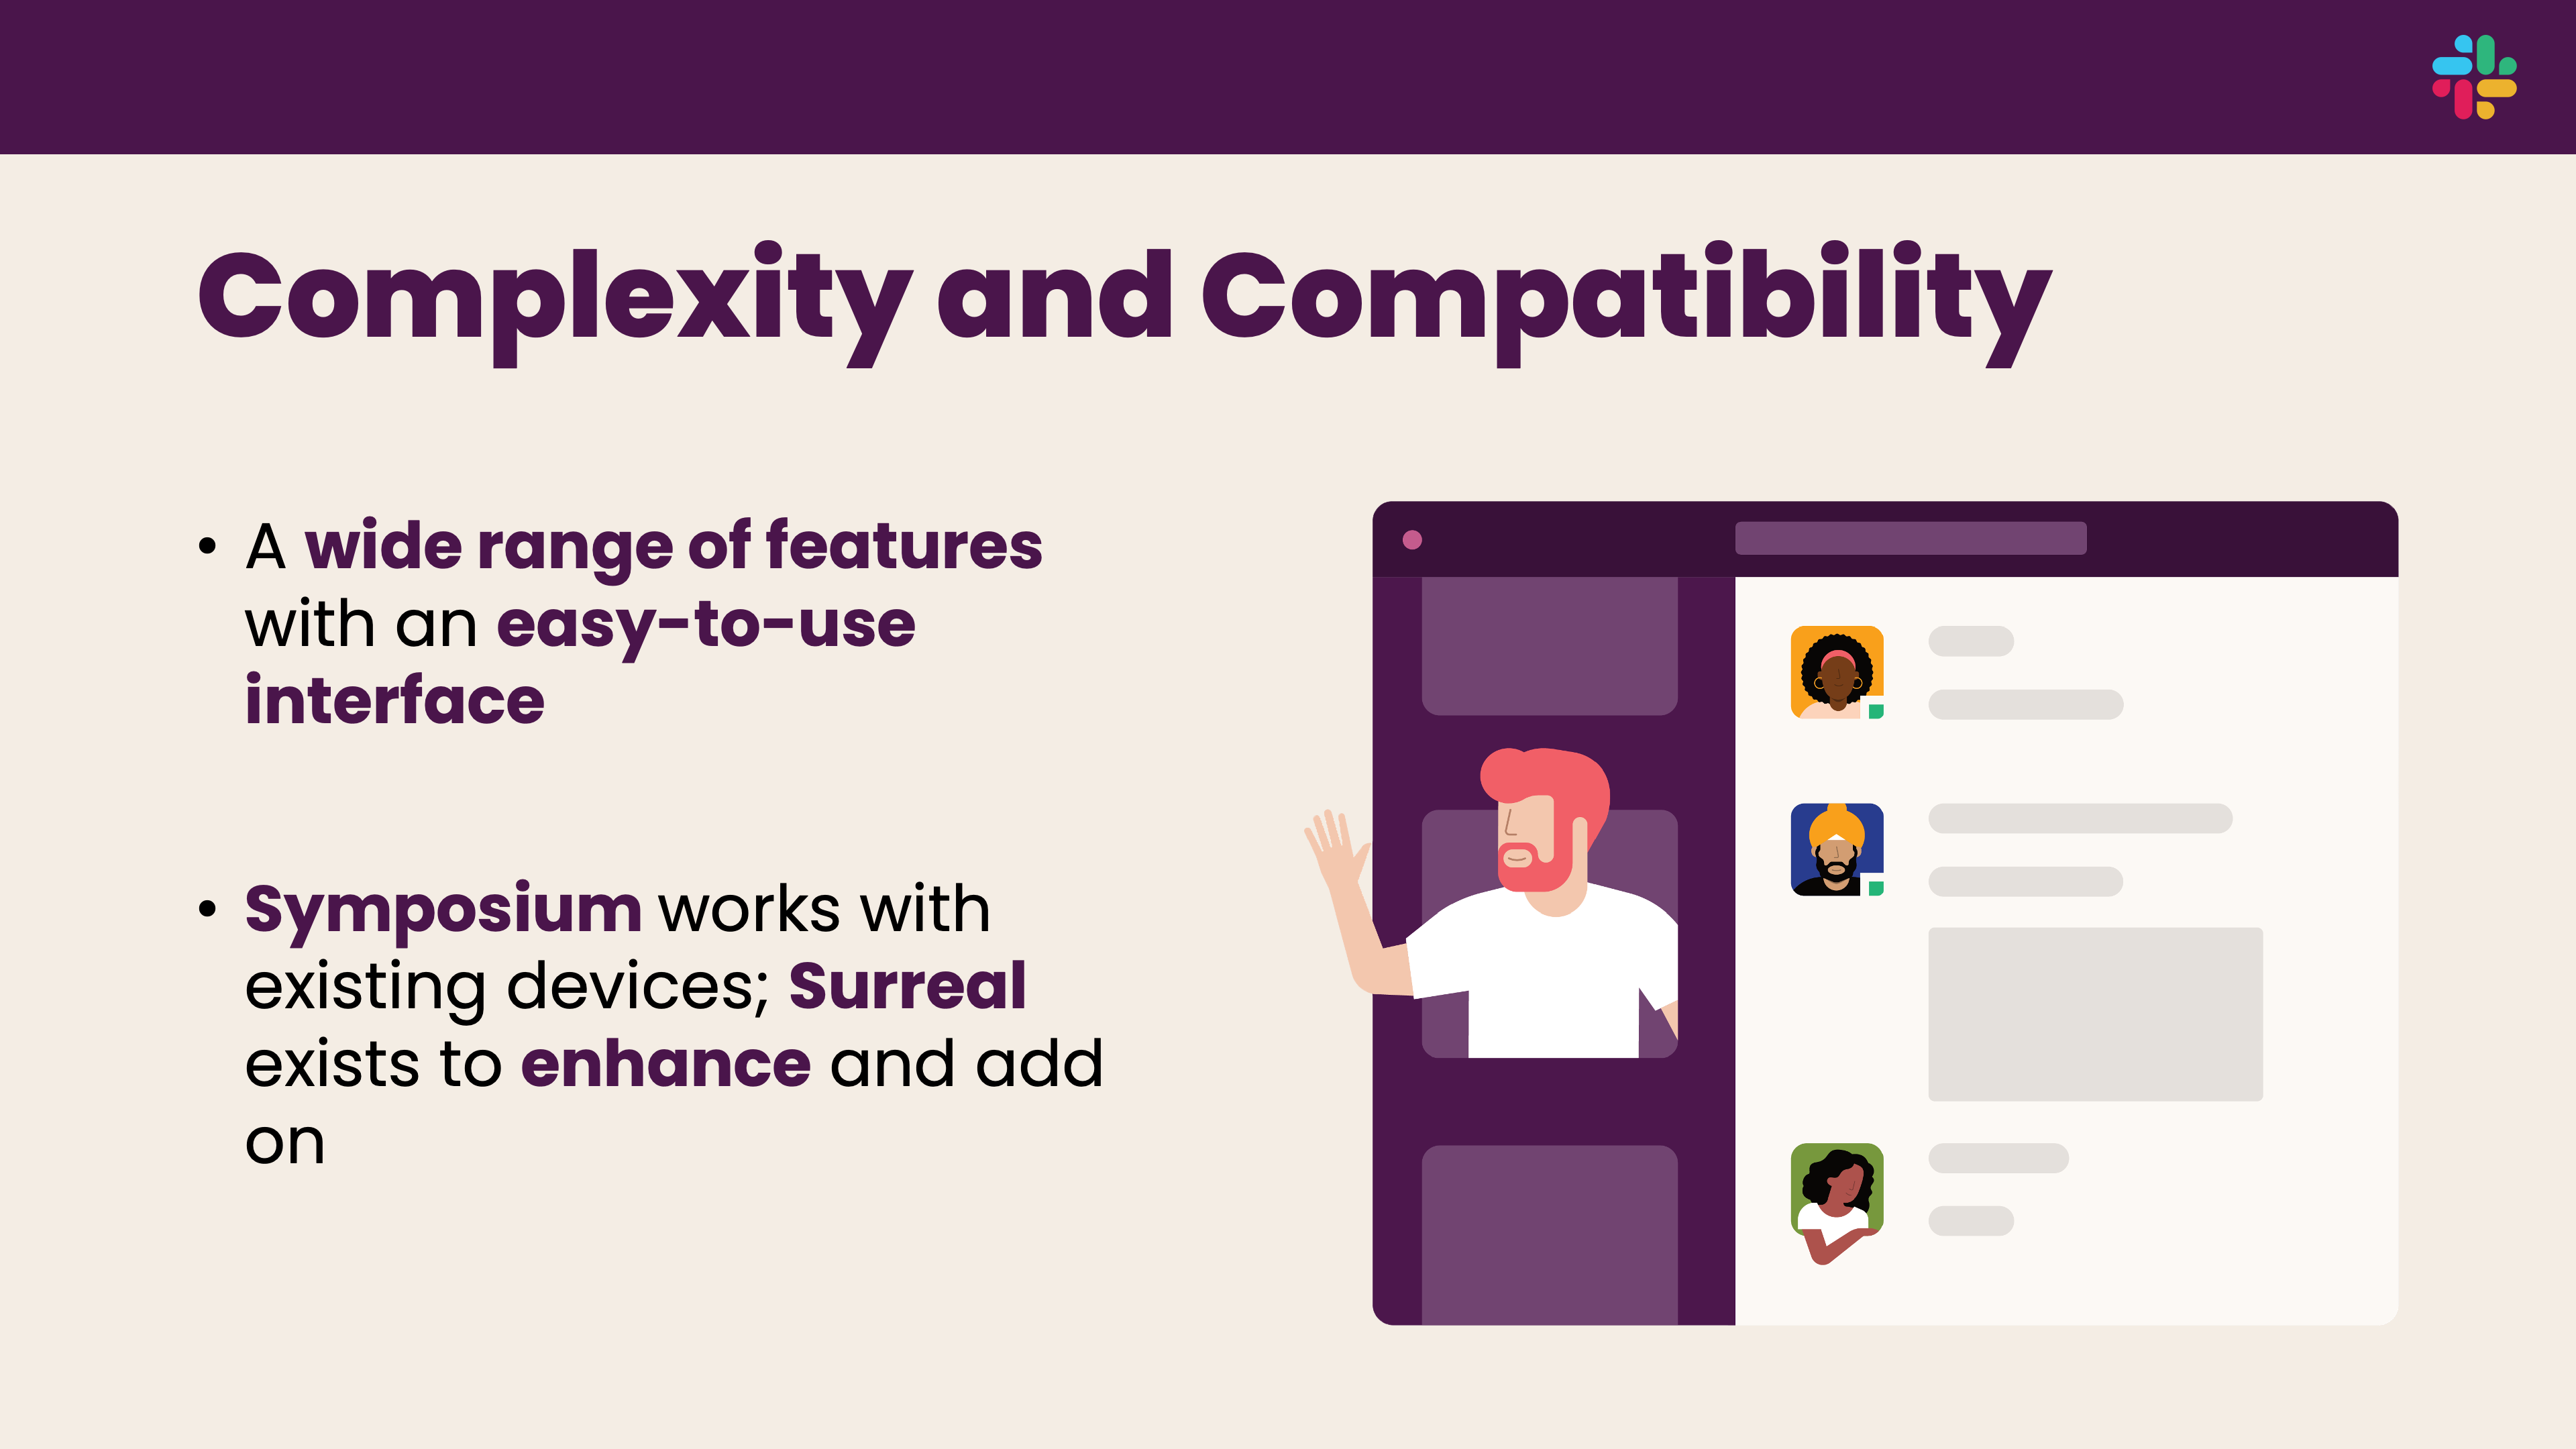 Complexity and Compatibility
• A wide range of features
with an easy-to-use
interface
• Symposium works with
existing devices; Surreal
exists to enhance and add
on